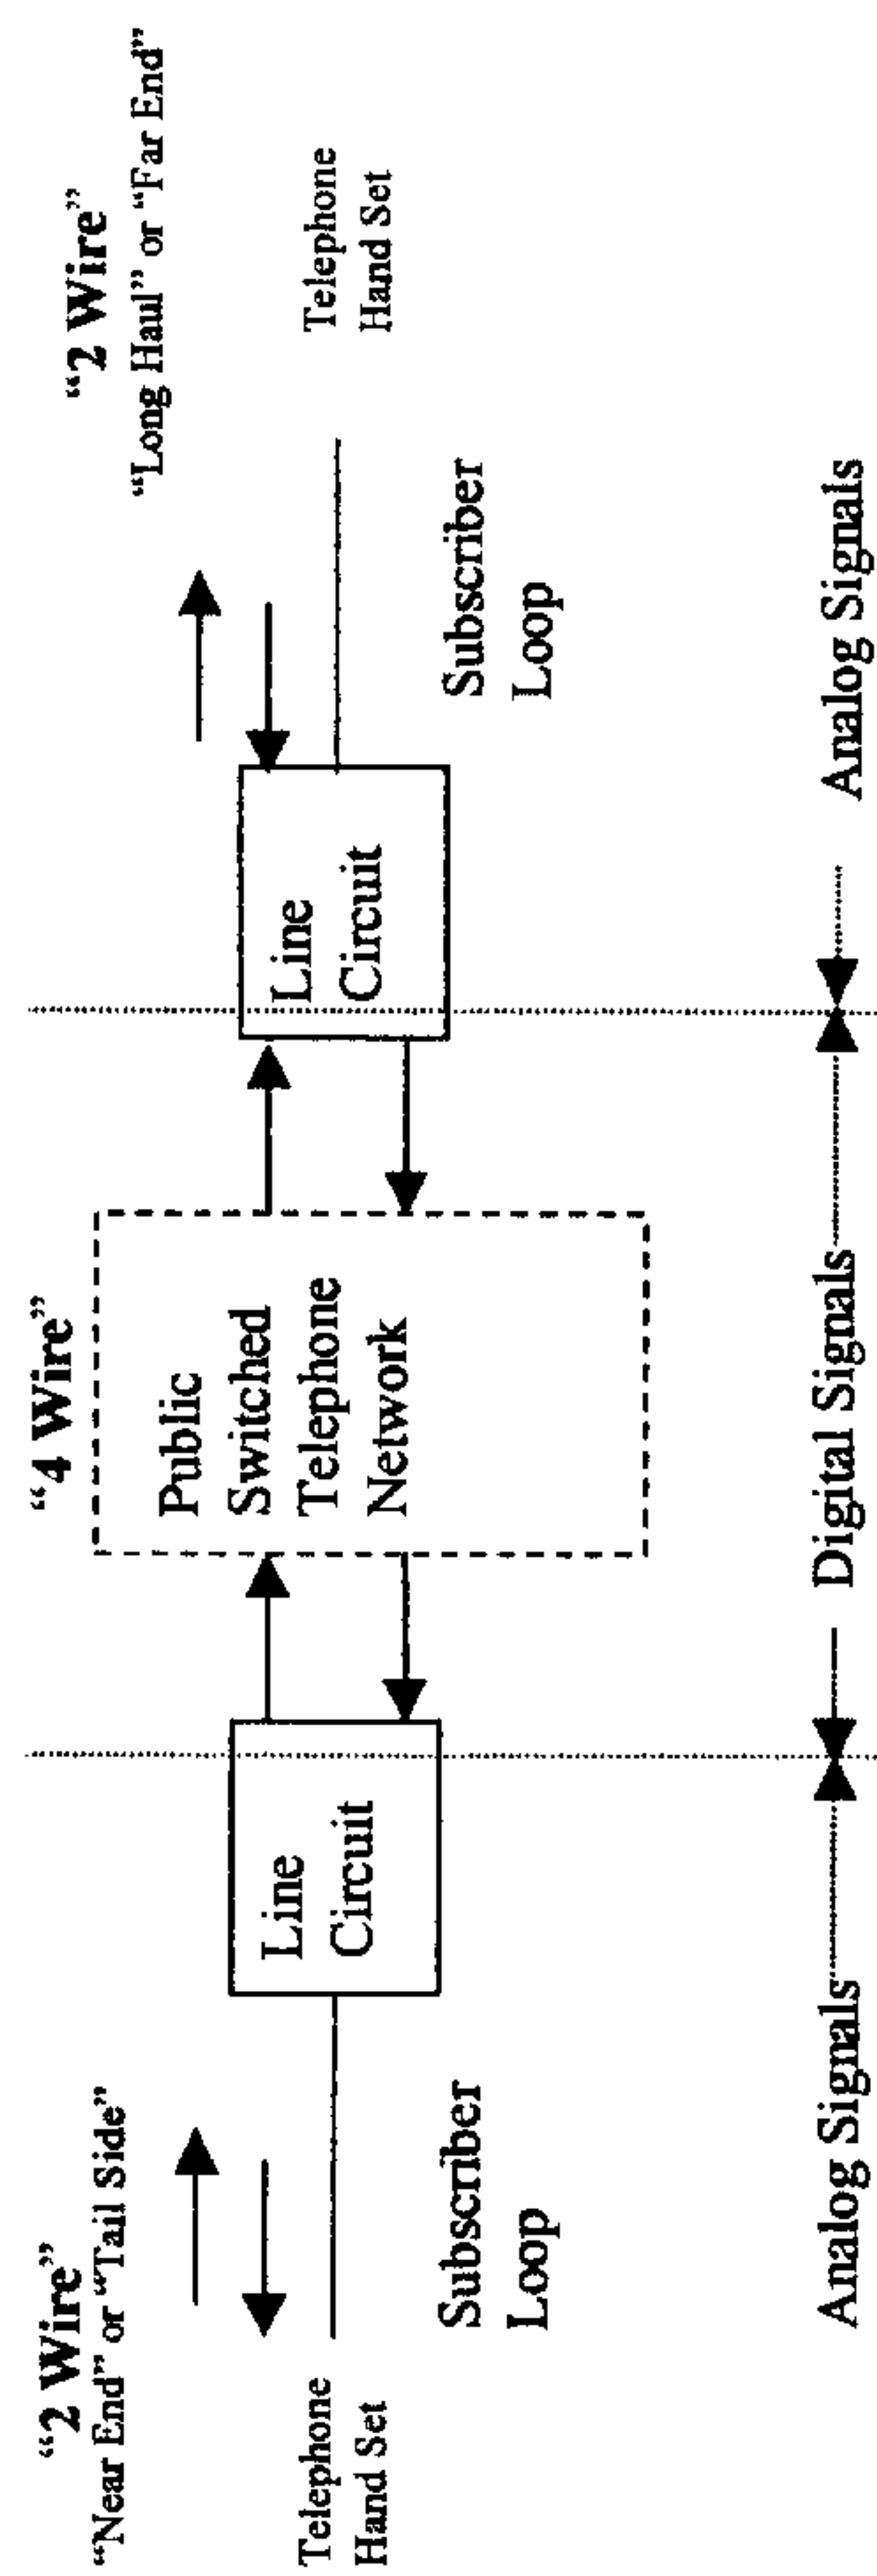 “2 Wire”
“Near End” or “Tail Side”
“4 Wire”
“2 Wire”
“Long Haul” or “Far End”
Telephone
Hand Set
Line
Circuit
Public
Switched
Telephone
Network
Line
Circuit
Telephone
Hand Set
Subscriber
Loop
Subscriber
Loop
Analog Signals
Digital Signals
Analog Signals